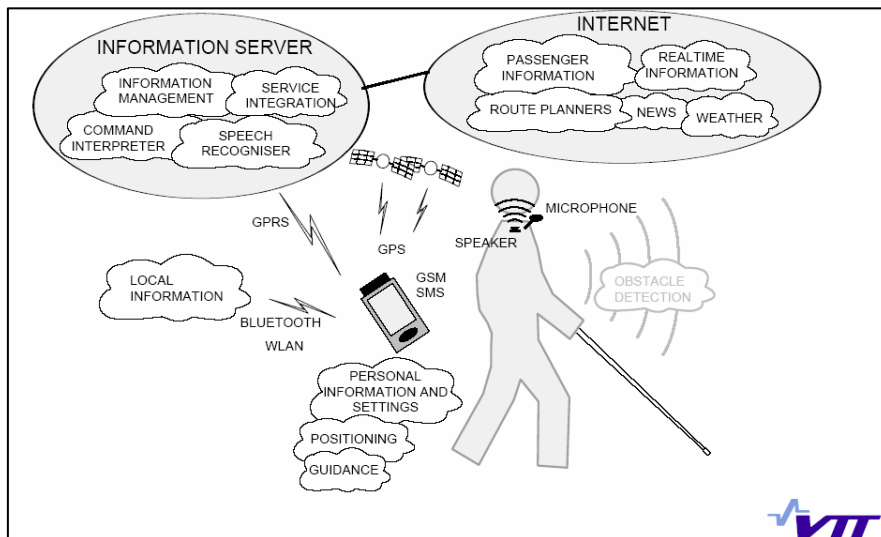 INFORMATION SERVER
INFORMATION
MANAGEMENT
SERVICE
INTEGRATION
COMMAND
INTERPRETER
SPEECH
RECOGNISER
INTERNET
PASSENGER
INFORMATION
REALTIME
INFORMATION
ROUTE PLANNERS
NEWS
WEATHER
GPRS
GPS
GSM
SMS
SPEAKER
MICROPHONE
OBSTACLE
DETECTION
LOCAL
INFORMATION
BLUETOOTH
WLAN
PERSONAL
INFORMATION AND
SETTINGS
POSITIONING
GUIDANCE
VTT